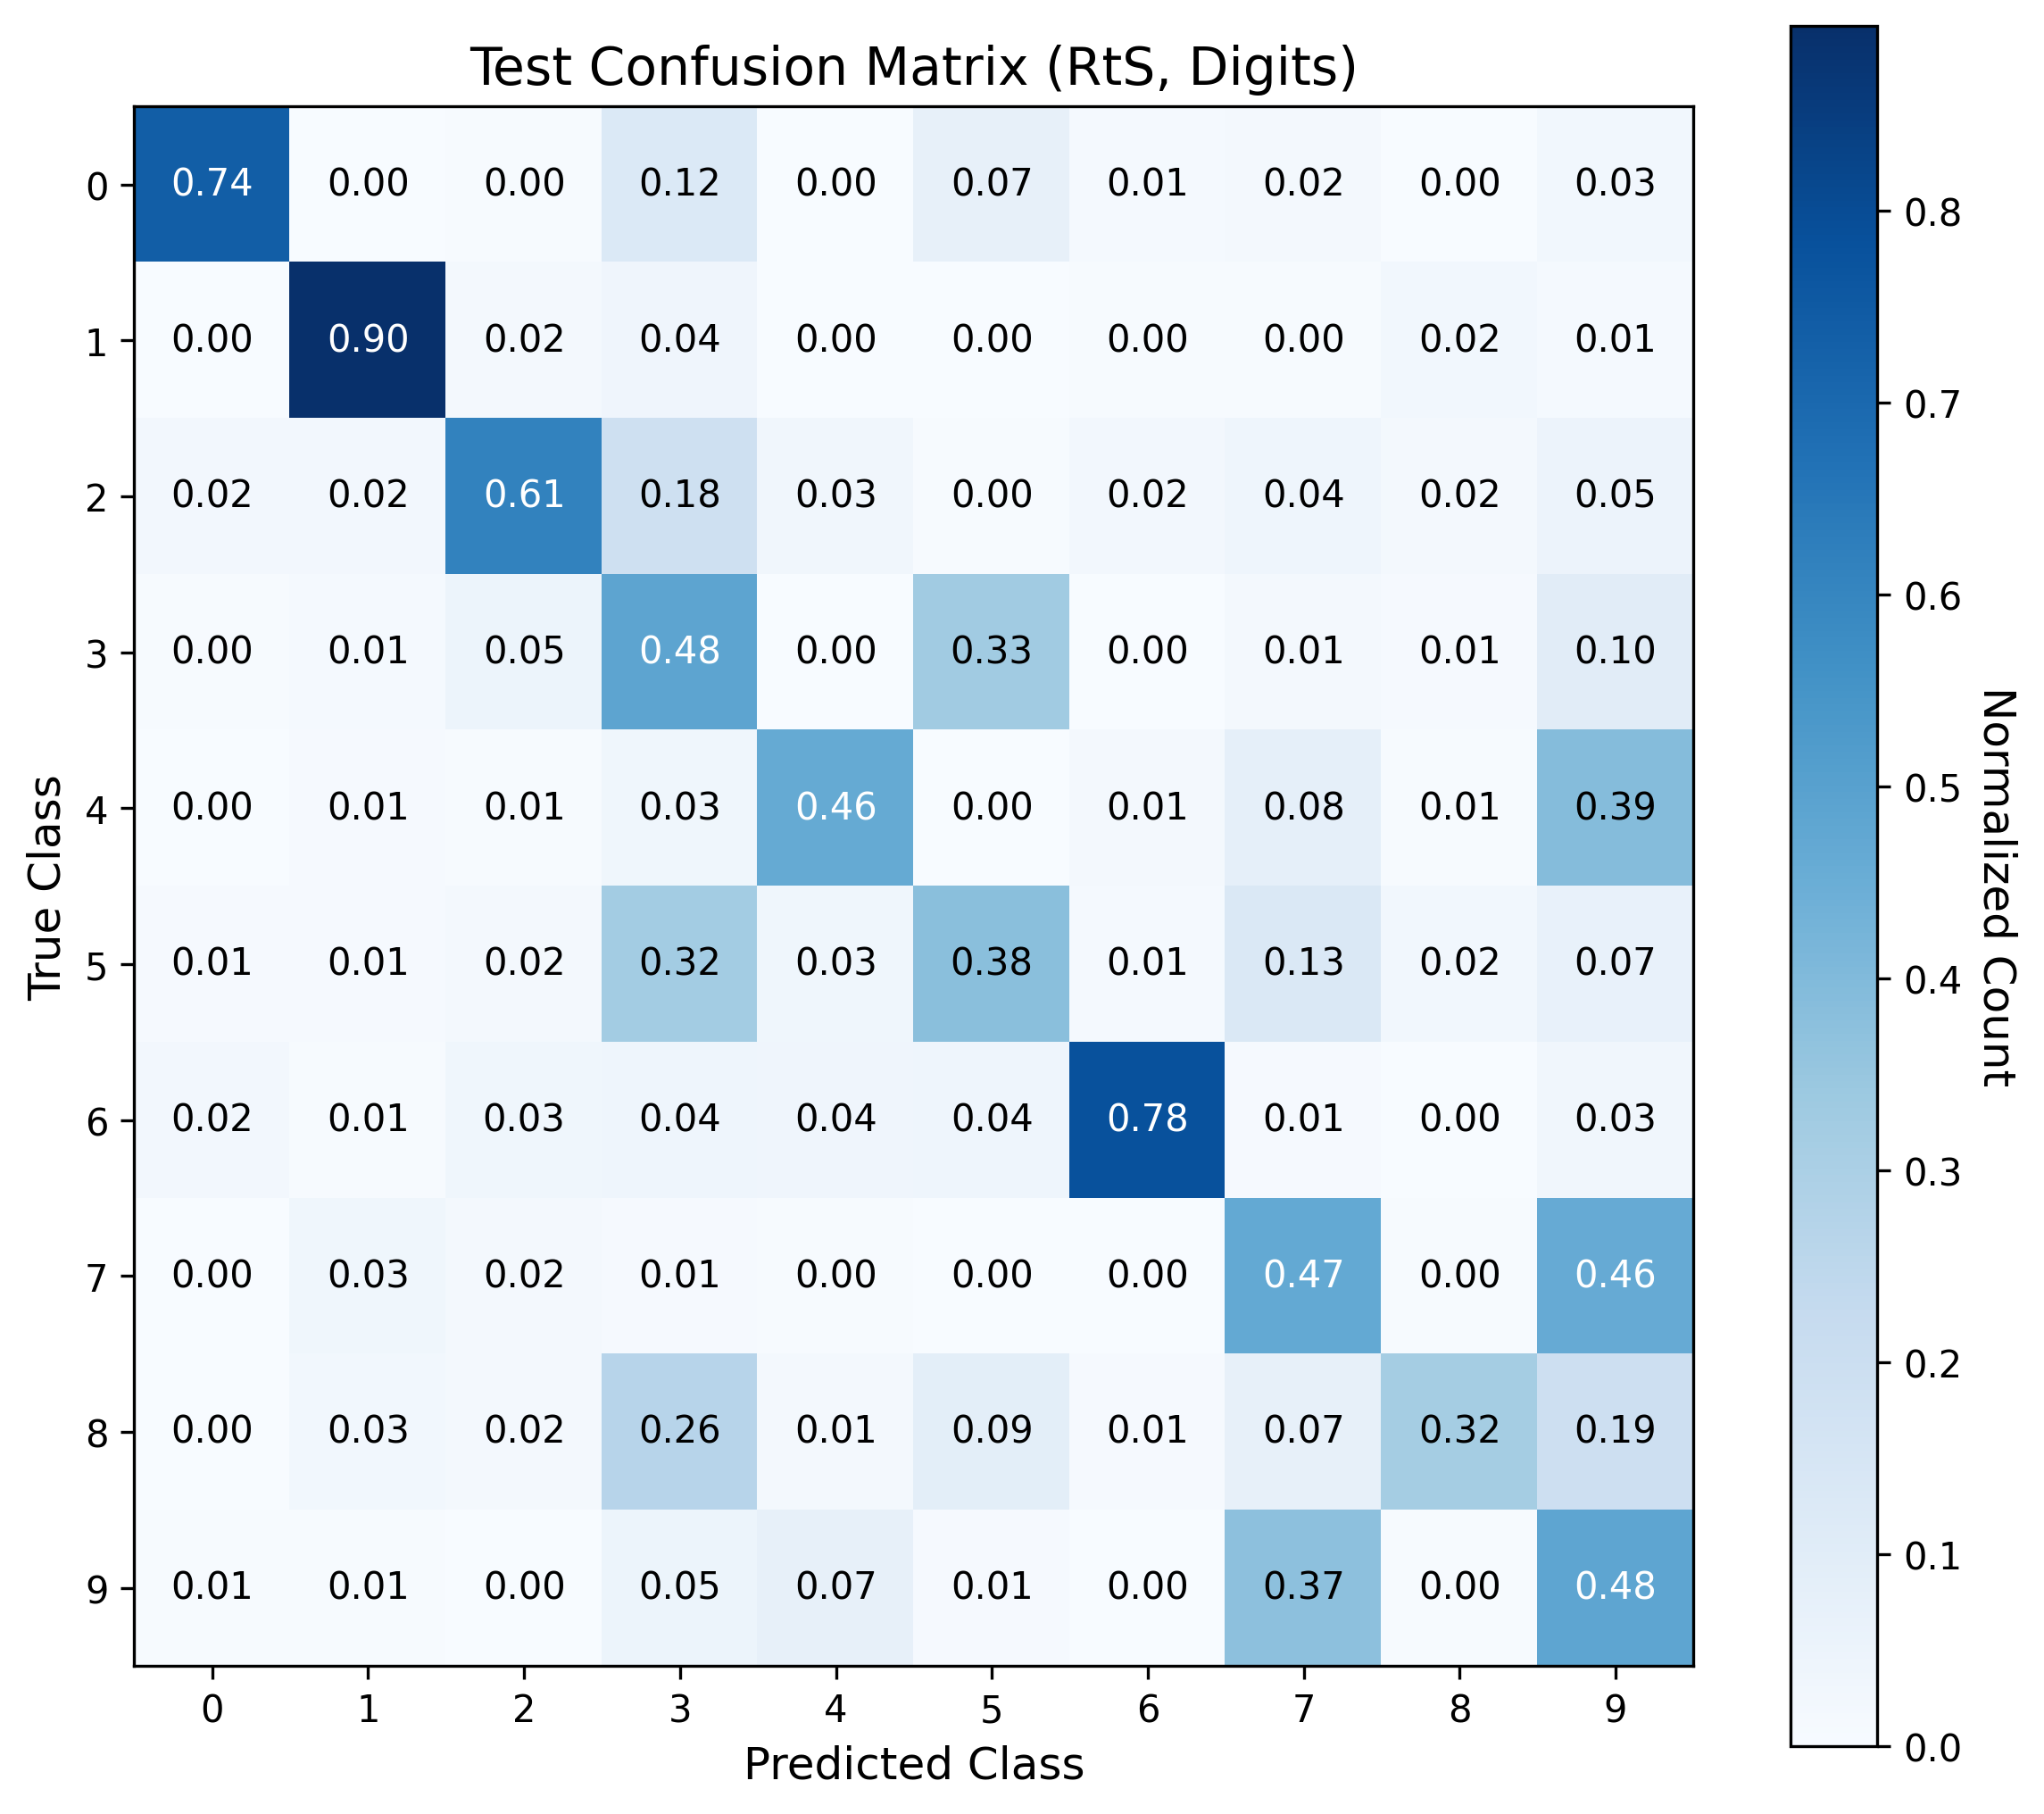 Test Confusion Matrix (RtS, Digits)
0 0.74 0.00 0.00 0.12 0.00 0.07 0.01 0.02 0.00 0.03
1 0.00 0.90 0.02 0.04 0.00 0.00 0.00 0.00 0.02 0.01
2 0.02 0.02 0.61 0.18 0.03 0.00 0.02 0.04 0.02 0.05
3 0.00 0.01 0.05 0.48 0.00 0.33 0.00 0.01 0.01 0.10
4 0.00 0.01 0.01 0.03 0.46 0.00 0.01 0.08 0.01 0.39
5 0.01 0.01 0.02 0.32 0.03 0.38 0.01 0.13 0.02 0.07
6 0.02 0.01 0.03 0.04 0.04 0.04 0.78 0.01 0.00 0.03
7 0.00 0.03 0.02 0.01 0.00 0.00 0.00 0.47 0.00 0.46
8 0.00 0.03 0.02 0.26 0.01 0.09 0.01 0.07 0.32 0.19
9 0.01 0.01 0.00 0.05 0.07 0.01 0.00 0.37 0.00 0.48
0 1 2 3 4 5 6 7 8 9
Predicted Class
True Class
0.8
0.7
0.6
0.5
0.4
0.3
0.2
0.1
0.0
Normalized Count